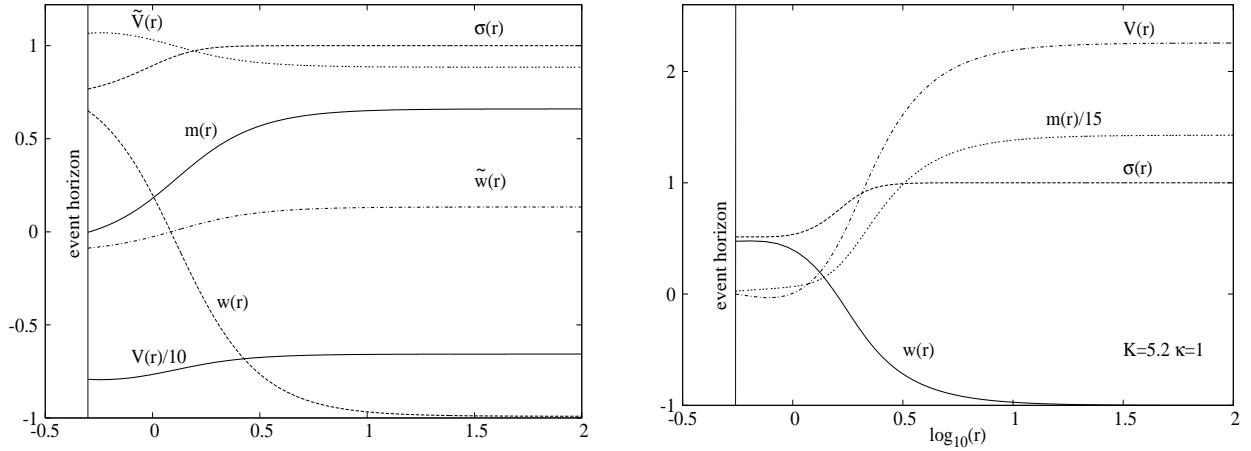 Ṽ(r)
σ(r)
m(r)
w̃(r)
w(r)
V(r)/10
event horizon
1
0.5
0
-0.5
-1
-0.5
0
0.5
1
1.5
2
V(r)
m(r)/15
σ(r)
w(r)
K=5.2 κ=1
event horizon
2
1
0
-1
-0.5
0
0.5
1
1.5
2
log10(r)